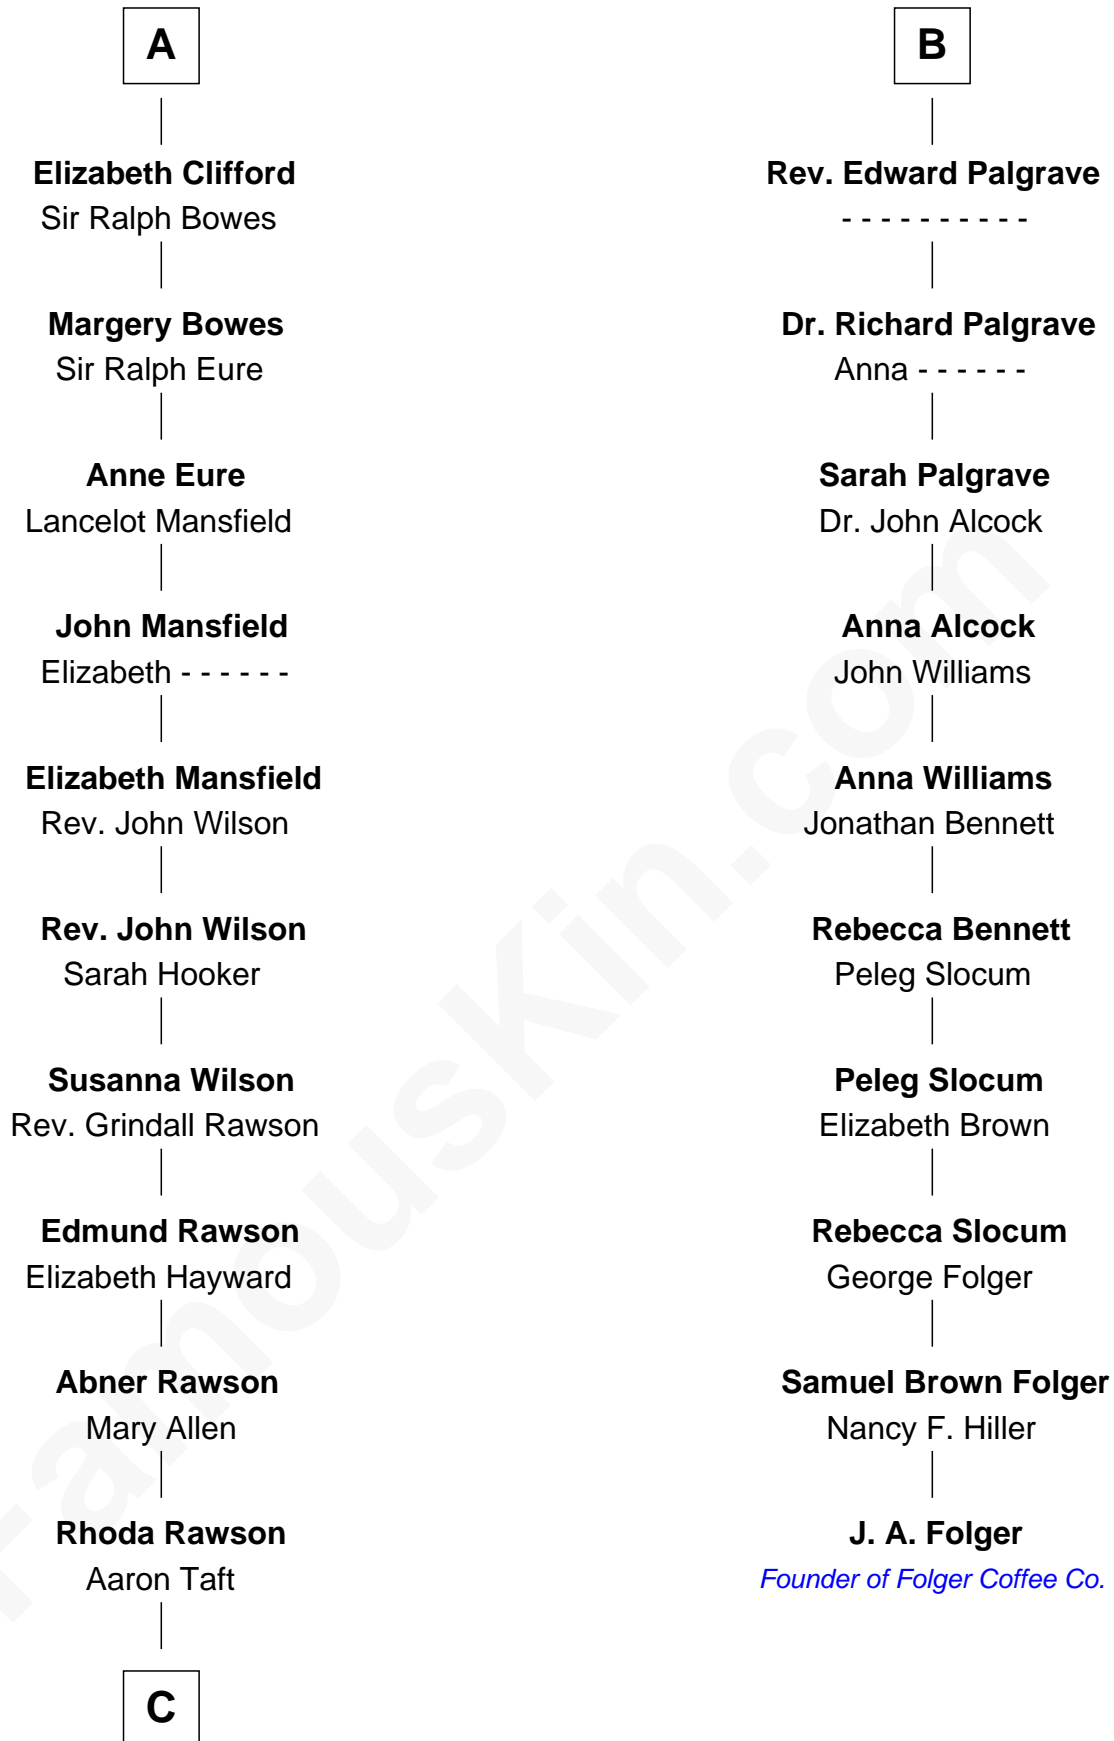 A
Elizabeth Clifford
Sir Ralph Bowes
Margery Bowes
Sir Ralph Eure
Anne Eure
Lancelot Mansfield
John Mansfield
Elizabeth - - - - - -
Elizabeth Mansfield
Rev. John Wilson
Rev. John Wilson
Sarah Hooker
Susanna Wilson
Rev. Grindall Rawson
Edmund Rawson
Elizabeth Hayward
Abner Rawson
Mary Allen
Rhoda Rawson
Aaron Taft
C
B
Rev. Edward Palgrave
- - - - - - - - - -
Dr. Richard Palgrave
Anna - - - - - -
Sarah Palgrave
Dr. John Alcock
Anna Alcock
John Williams
Anna Williams
Jonathan Bennett
Rebecca Bennett
Peleg Slocum
Peleg Slocum
Elizabeth Brown
Rebecca Slocum
George Folger
Samuel Brown Folger
Nancy F. Hiller
J. A. Folger
Founder of Folger Coffee Co.
FamousKin.com